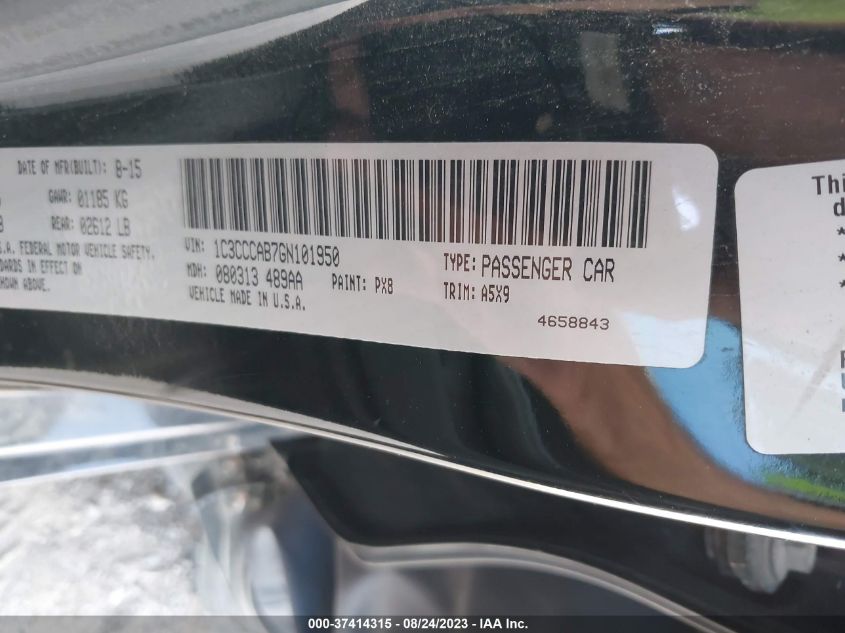 DATE OF MFR(BUILT): 8-15
GAWR: 01185 KG
REAR: 02612 LB
S.A. FEDERAL MOTOR VEHICLE SAFETY.
DARDS IN EFFECT ON
SHOWN ABOVE.
VIN: 1C3CCCAB7GN101950
MDH: 080313 489AA
PAINT: PX8
VEHICLE MADE IN U.S.A.
TYPE: PASSENGER CAR
TRIM: A5X9
4658843
Thi
d
*
*
*
000-37414315 - 08/24/2023 - IAA Inc.